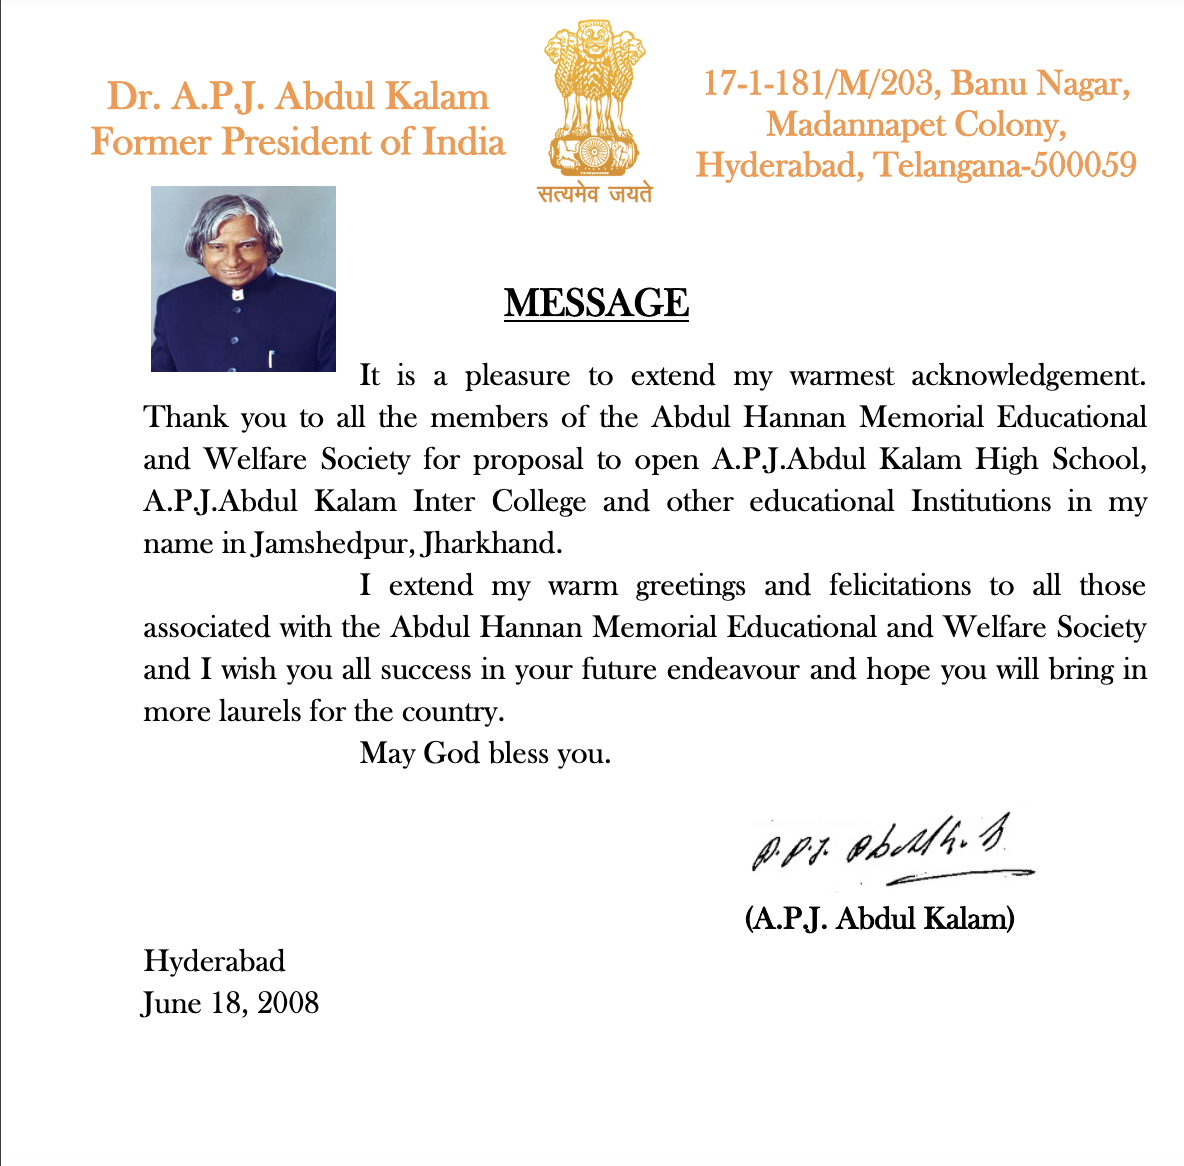 Dr. A.P.J. Abdul Kalam
Former President of India
सत्यमेव जयते
17-1-181/M/203, Banu Nagar,
Madannapet Colony,
Hyderabad, Telangana-500059
MESSAGE
It is a pleasure to extend my warmest acknowledgement.
Thank you to all the members of the Abdul Hannan Memorial Educational
and Welfare Society for proposal to open A.P.J.Abdul Kalam High School,
A.P.J.Abdul Kalam Inter College and other educational Institutions in my
name in Jamshedpur, Jharkhand.
I extend my warm greetings and felicitations to all those
associated with the Abdul Hannan Memorial Educational and Welfare Society
and I wish you all success in your future endeavour and hope you will bring in
more laurels for the country.
May God bless you.
A.P.J. Abdul
(A.P.J. Abdul Kalam)
Hyderabad
June 18, 2008